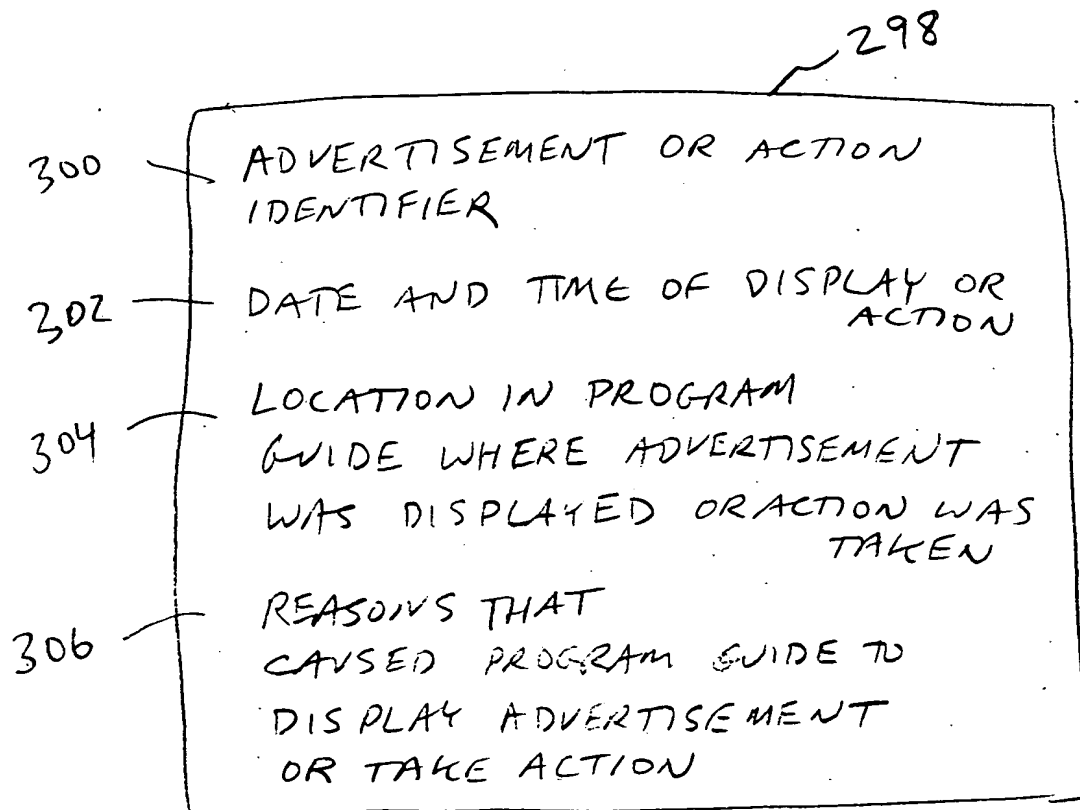 298
300 ADVERTISEMENT OR ACTION
IDENTIFIER
302 DATE AND TIME OF DISPLAY OR
ACTION
304 LOCATION IN PROGRAM
GUIDE WHERE ADVERTISEMENT
WAS DISPLAYED OR ACTION WAS
TAKEN
306 REASONS THAT
CAUSED PROGRAM GUIDE TO
DISPLAY ADVERTISEMENT
OR TAKE ACTION